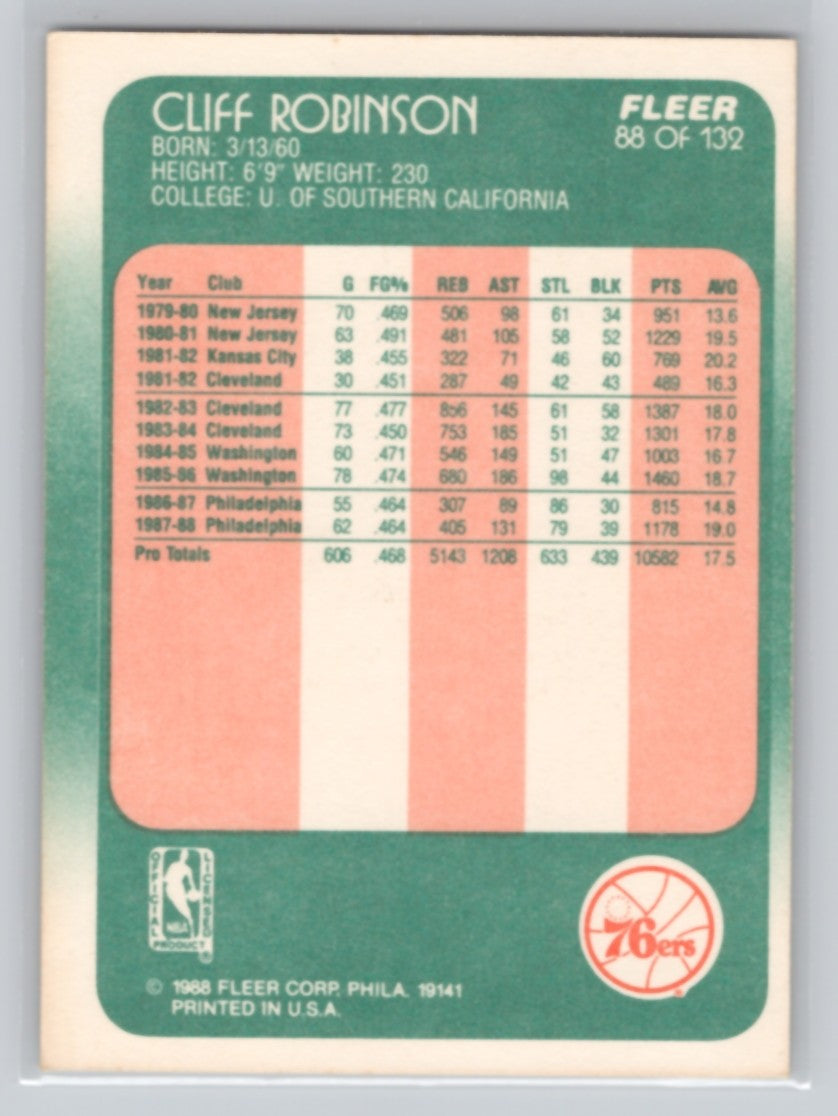 CLIFF ROBINSON
FLEER
88 OF 132
BORN: 3/13/60
HEIGHT: 6'9" WEIGHT: 230
COLLEGE: U. OF SOUTHERN CALIFORNIA
Year Club G FG% REB AST STL BLK PTS AVG
1979-80 New Jersey 70 .469 506 98 61 34 951 13.6
1980-81 New Jersey 63 .491 481 105 58 52 1229 19.5
1981-82 Kansas City 38 .455 322 71 46 60 769 20.2
1981-82 Cleveland 30 .451 287 49 42 43 489 16.3
1982-83 Cleveland 77 .477 856 145 61 58 1387 18.0
1983-84 Cleveland 73 .450 753 185 51 32 1301 17.8
1984-85 Washington 60 .471 546 149 51 47 1003 16.7
1985-86 Washington 78 .474 680 186 98 44 1460 18.7
1986-87 Philadelphia 55 .464 307 89 86 30 815 14.8
1987-88 Philadelphia 62 .464 405 131 79 39 1178 19.0
Pro Totals 606 .468 5143 1208 633 439 10582 17.5
OFFICIAL
LICENSED
NBA
PRODUCT
®
76ers
®
© 1988 FLEER CORP. PHILA. 19141
PRINTED IN U.S.A.